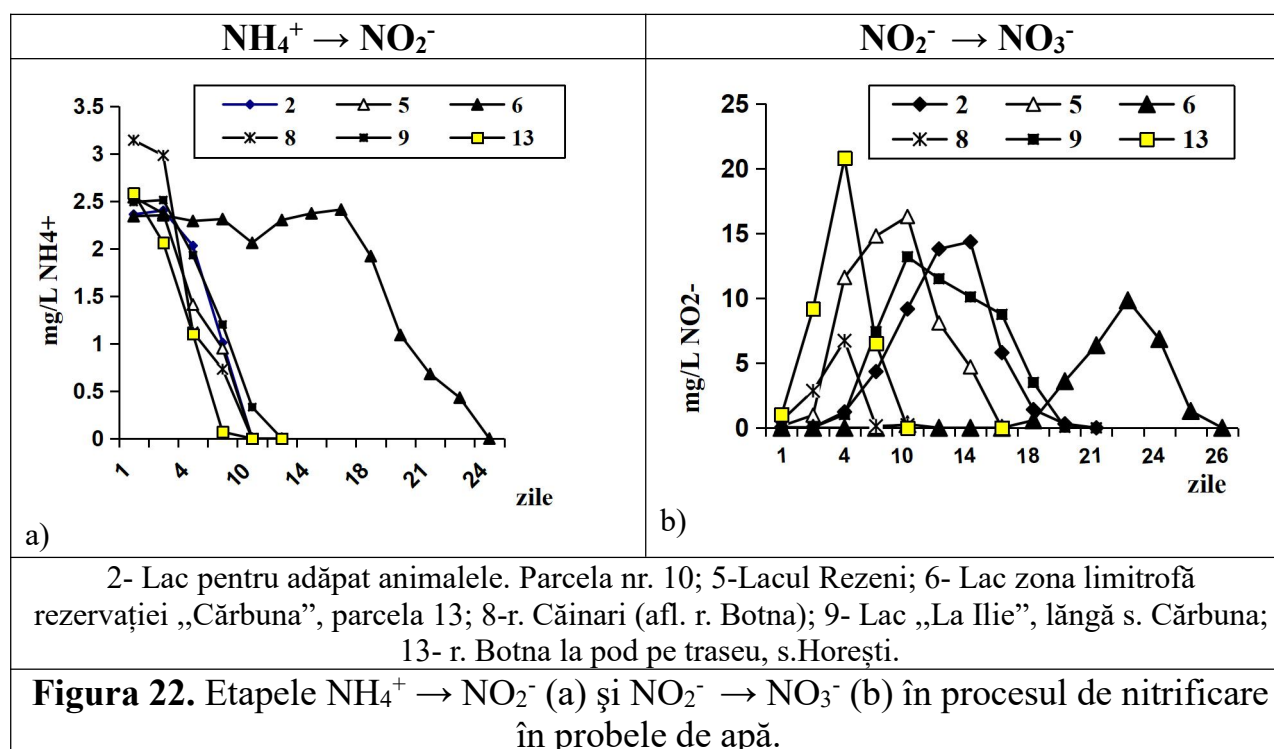 NH₄⁺ → NO₂⁻
NO₂⁻ → NO₃⁻
2 5 6
8 9 13
3.5
3
2.5
2
1.5
1
0.5
0
mg/L NH4+
1 4 10 18 21 24
zile
a)
2 5 6
8 9 13
25
20
15
10
5
0
mg/L NO2-
1 4 10 14 18 21 24 26
zile
b)
2- Lac pentru adăpat animalele. Parcela nr. 10; 5-Lacul Rezeni; 6- Lac zona limitrofă
rezervației ,,Cărbuna”, parcela 13; 8-r. Căinari (afl. r. Botna); 9- Lac ,,La Ilie”, lăngă s. Cărbuna;
13- r. Botna la pod pe traseu, s.Horești.
Figura 22. Etapele NH₄⁺ → NO₂⁻ (a) şi NO₂⁻ → NO₃⁻ (b) în procesul de nitrificare
în probele de apă.